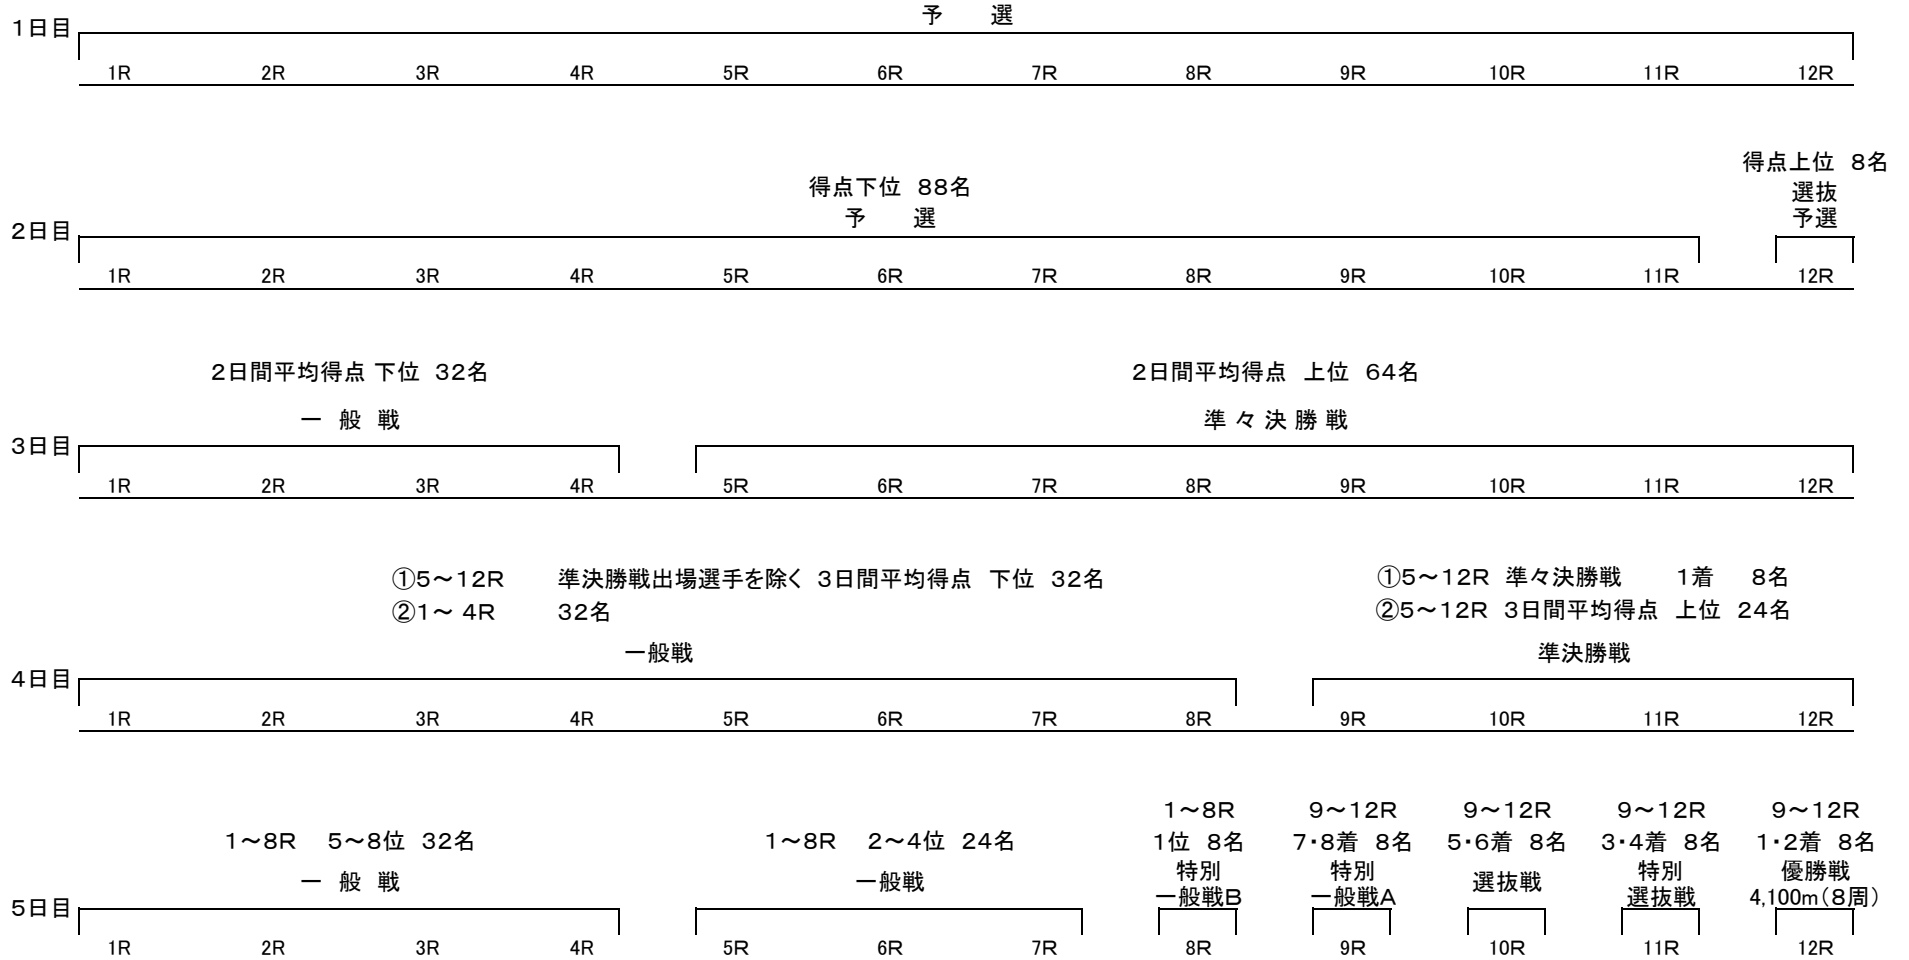 予　　選
１日目
1R 2R 3R 4R 5R 6R 7R 8R 9R 10R 11R 12R
得点上位　８名
得点下位　８８名
選抜
予　　選
予選
２日目
1R 2R 3R 4R 5R 6R 7R 8R 9R 10R 11R 12R
２日間平均得点 下位　３２名
２日間平均得点　上位　６４名
一　般　戦
準 々 決 勝 戦
３日目
1R 2R 3R 4R 5R 6R 7R 8R 9R 10R 11R 12R
①５～１２Ｒ　　準決勝戦出場選手を除く ３日間平均得点　下位　３２名
②１～ ４Ｒ　　　３２名
①５～１２Ｒ　準々決勝戦　　１着　　８名
②５～１２Ｒ　３日間平均得点　上位　２４名
一般戦
準決勝戦
４日目
1R 2R 3R 4R 5R 6R 7R 8R 9R 10R 11R 12R
１～８Ｒ　５～８位　３２名
一　般　戦
１～８Ｒ　２～４位　２４名
一般戦
１～８Ｒ
１位　８名
特別
一般戦Ｂ
９～１２Ｒ
７・８着　８名
特別
一般戦Ａ
９～１２Ｒ
５・６着　８名
選抜戦
９～１２Ｒ
３・４着　８名
特別
選抜戦
９～１２Ｒ
１・２着　８名
優勝戦
4,100m（８周）
５日目
1R 2R 3R 4R 5R 6R 7R 8R 9R 10R 11R 12R